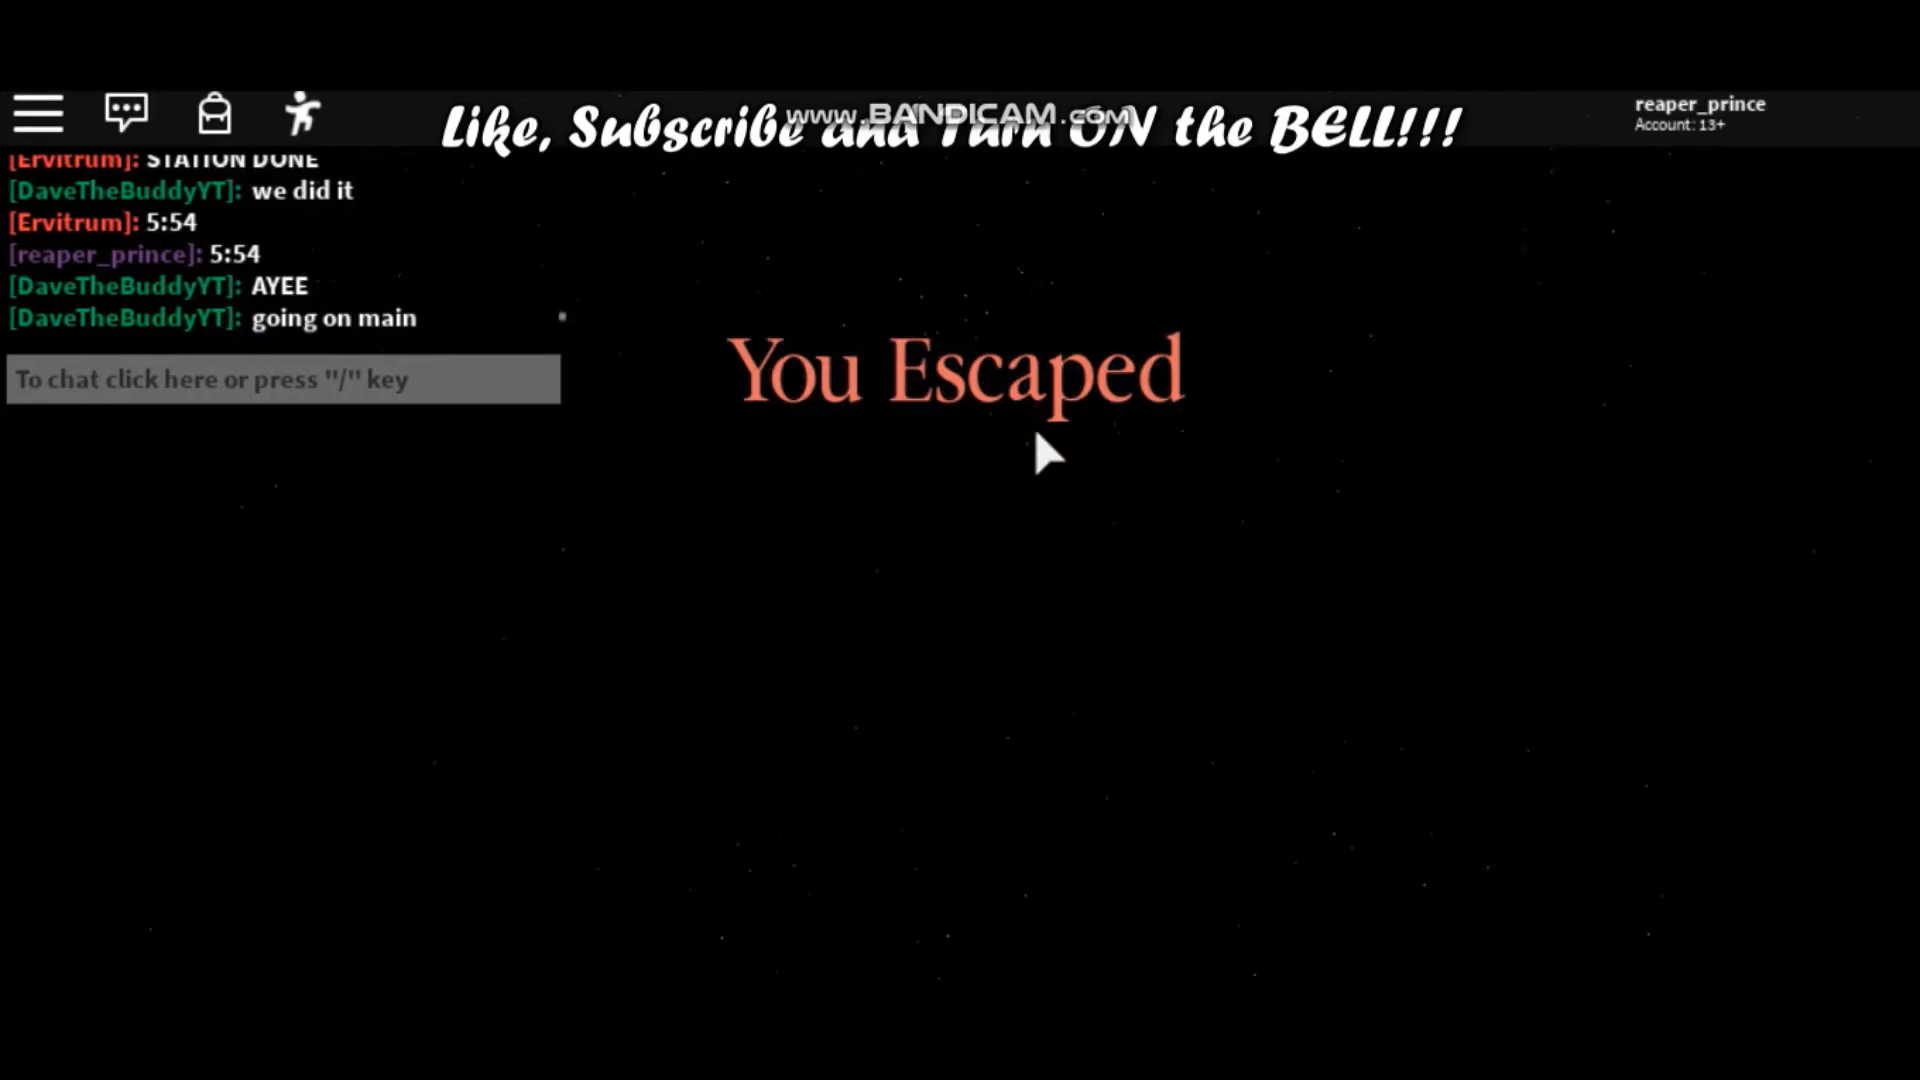 www.BANDICAM.com
Like, Subscribe and Turn ON the BELL!!!
reaper_prince
Account: 13+
[Ervitrum]: STATION DONE
[DaveTheBuddyYT]: we did it
[Ervitrum]: 5:54
[reaper_prince]: 5:54
[DaveTheBuddyYT]: AYEE
[DaveTheBuddyYT]: going on main
To chat click here or press "/" key
You Escaped